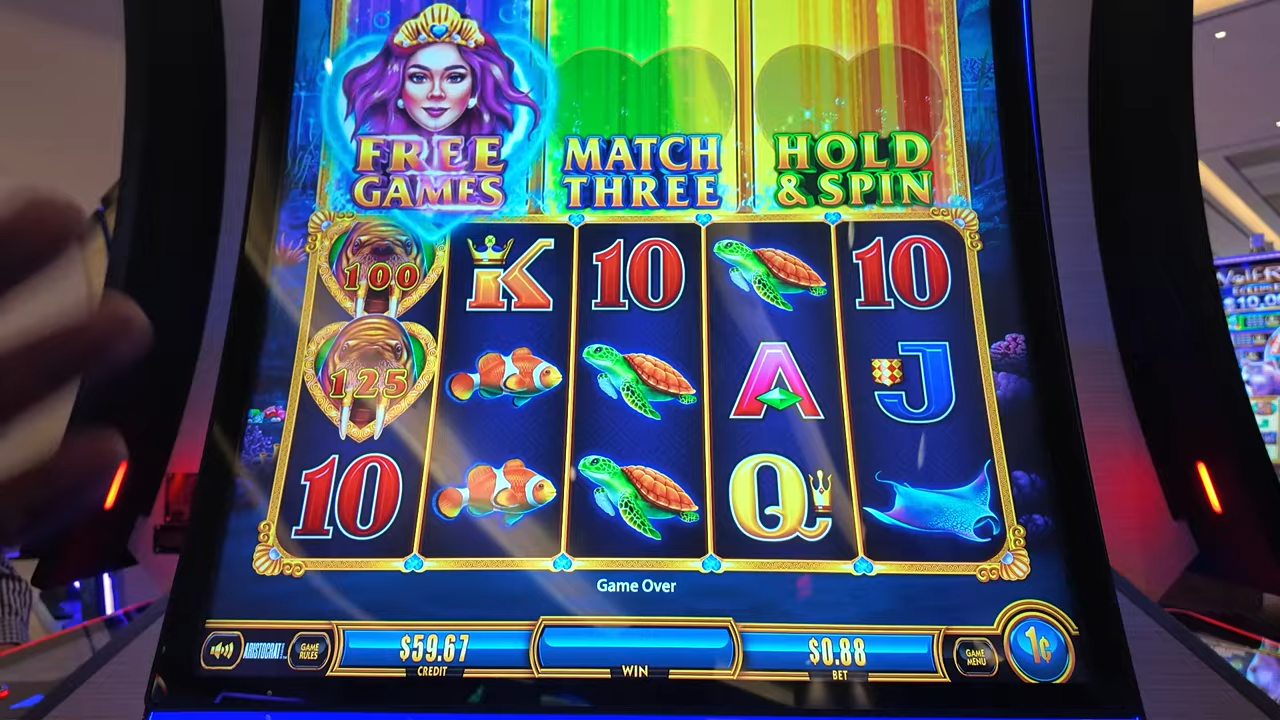 FREE GAMES
MATCH THREE
HOLD & SPIN
100
K
10
10
125
A
J
10
Q
Game Over
ARISTOCRAT
GAME RULES
$59.67
CREDIT
WIN
$0.88
BET
GAME MENU
1¢